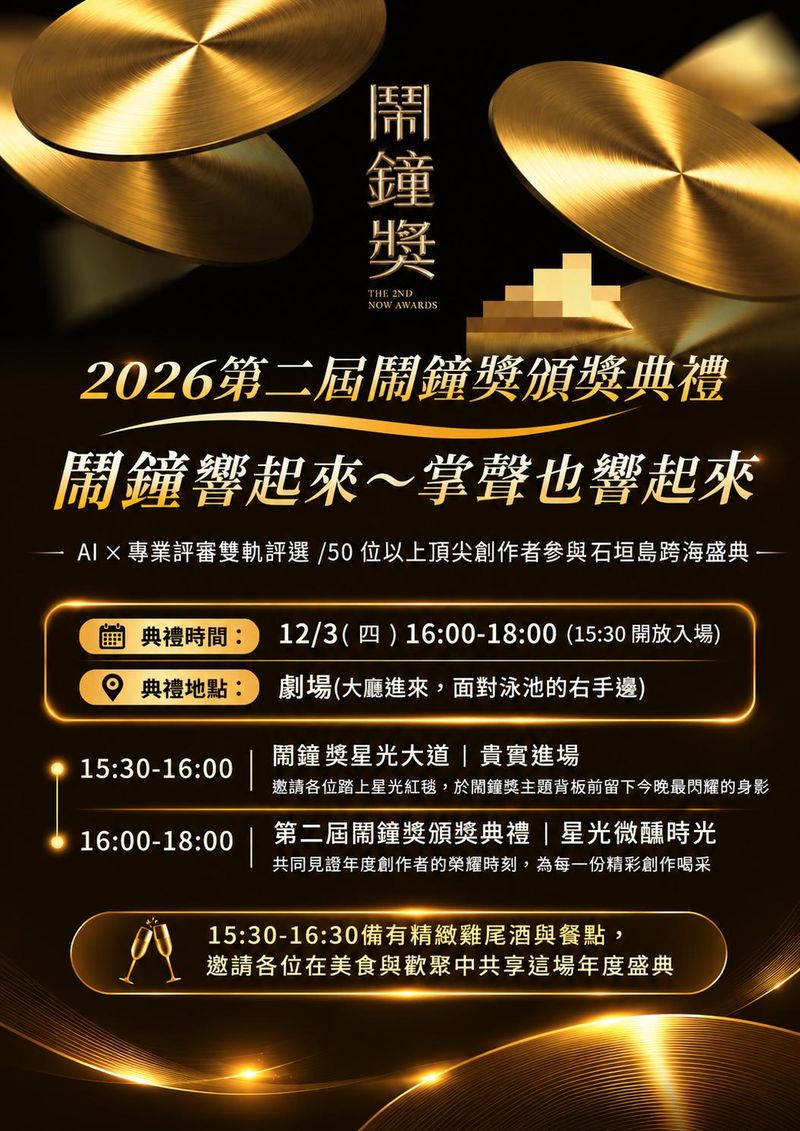 鬧鐘獎
THE 2ND
NOW AWARDS
2026第二屆鬧鐘獎頒獎典禮
鬧鐘響起來～掌聲也響起來
AI × 專業評審雙軌評選 /50 位以上頂尖創作者參與石垣島跨海盛典
典禮時間： 12/3( 四 ) 16:00-18:00 (15:30 開放入場)
典禮地點： 劇場(大廳進來，面對泳池的右手邊)
15:30-16:00 鬧鐘獎星光大道｜貴賓進場
邀請各位踏上星光紅毯，於鬧鐘獎主題背板前留下今晚最閃耀的身影
16:00-18:00 第二屆鬧鐘獎頒獎典禮｜星光微醺時光
共同見證年度創作者的榮耀時刻，為每一份精彩創作喝采
15:30-16:30備有精緻雞尾酒與餐點，
邀請各位在美食與歡聚中共享這場年度盛典